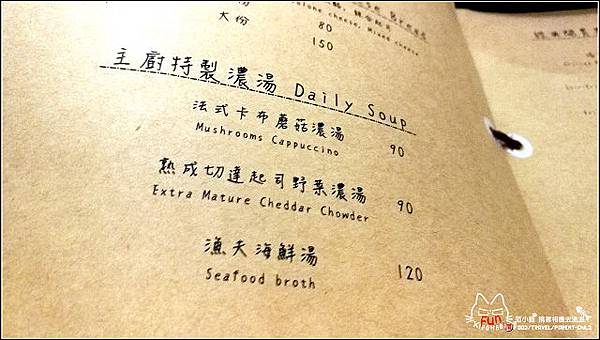 80
大份
150
主廚特製濃湯 Daily Soup
法式卡布蘑菇濃湯 90
Mushrooms Cappuccino
熟成切達起司野菜濃湯 90
Extra Mature Cheddar Chowder
漁夫海鮮湯 120
Seafood broth
Fun